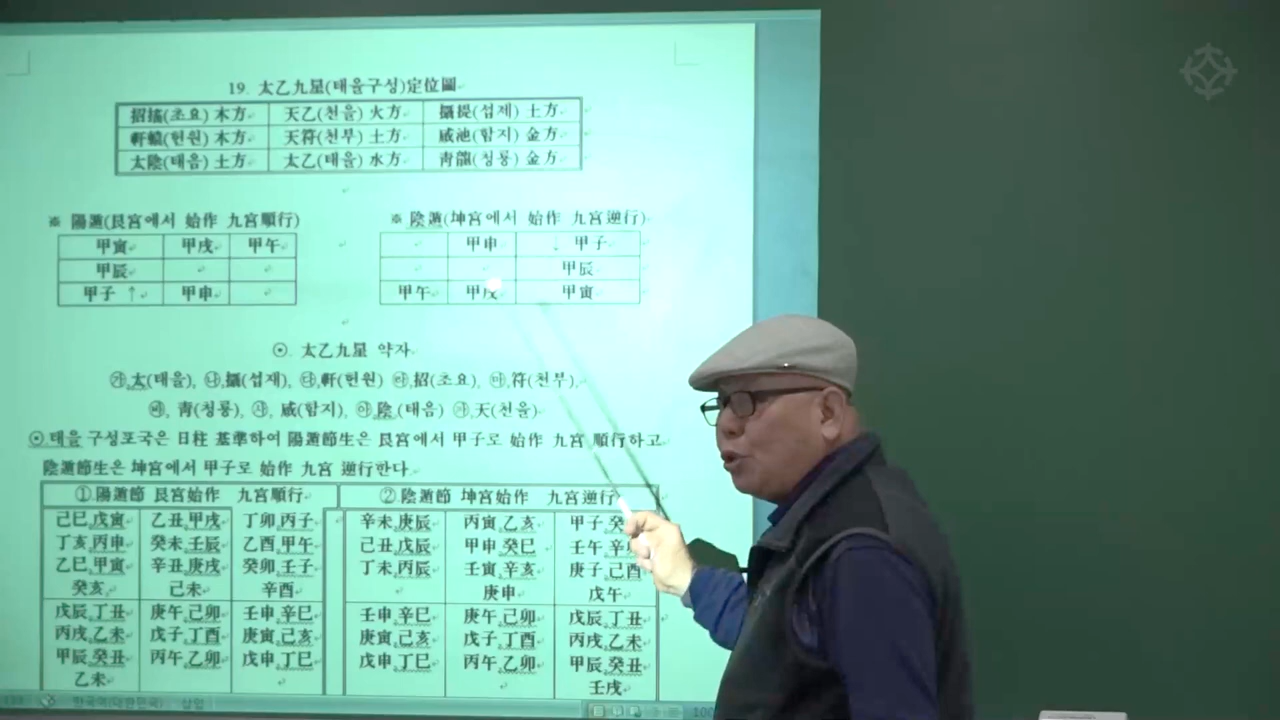 19. 太乙九星(태을구성)定位圖
招搖(초요) 木方 天乙(천을) 火方 攝提(섭제) 土方
軒轅(헌원) 木方 天符(천부) 土方 咸池(함지) 金方
太陰(태음) 土方 太乙(태을) 水方 靑龍(청룡) 金方
※ 陽遁(艮宮에서 始作 九宮順行) ※ 陰遁(坤宮에서 始作 九宮逆行)
甲寅 甲戌 甲午 甲申 甲子
甲辰 甲辰
甲子 ↑ 甲申 甲午 甲戌 甲寅
⊙. 太乙九星 약자
㉮,太(태을), ㉯,攝(섭제), ㉰,軒(헌원) ㉱,招(초요), ㉲,符(천부),
靑(청룡), ㉴, 咸(함지), ㉵,陰,(태음) 天(천을)
⊙.태을 구성포국은 日柱 基準하여 陽遁節生은 艮宮에서 甲子로 始作 九宮 順行하고
陰遁節生은 坤宮에서 甲子로 始作 九宮 逆行한다
①.陽遁節 艮宮始作 九宮順行 ②.陰遁節 坤宮始作 九宮逆行
己巳,戊寅 乙丑,甲戌 丁卯,丙子 辛未,庚辰 丙寅,乙亥 甲子,癸
丁亥,丙申 癸未,壬辰 乙酉,甲午 己丑,戊戌 甲申,癸巳 壬午,辛
乙巳,甲寅 辛丑,庚戌 癸卯,壬子 丁未,丙辰 壬寅,辛亥 庚子,己酉
癸亥 己未 辛酉 庚申 戊午
戊辰,丁丑 庚午,己卯 壬申,辛巳 壬申,辛巳 庚午,己卯 戊辰,丁丑
丙戌,乙未 戊子,丁酉 庚寅,己亥 庚寅,己亥 戊子,丁酉 丙戌,乙未
甲辰,癸丑 丙午,乙卯 戊申,丁巳 戊申,丁巳 丙午,乙卯 甲辰,癸丑
乙未 壬戌
한국어(대한민국) 삽입